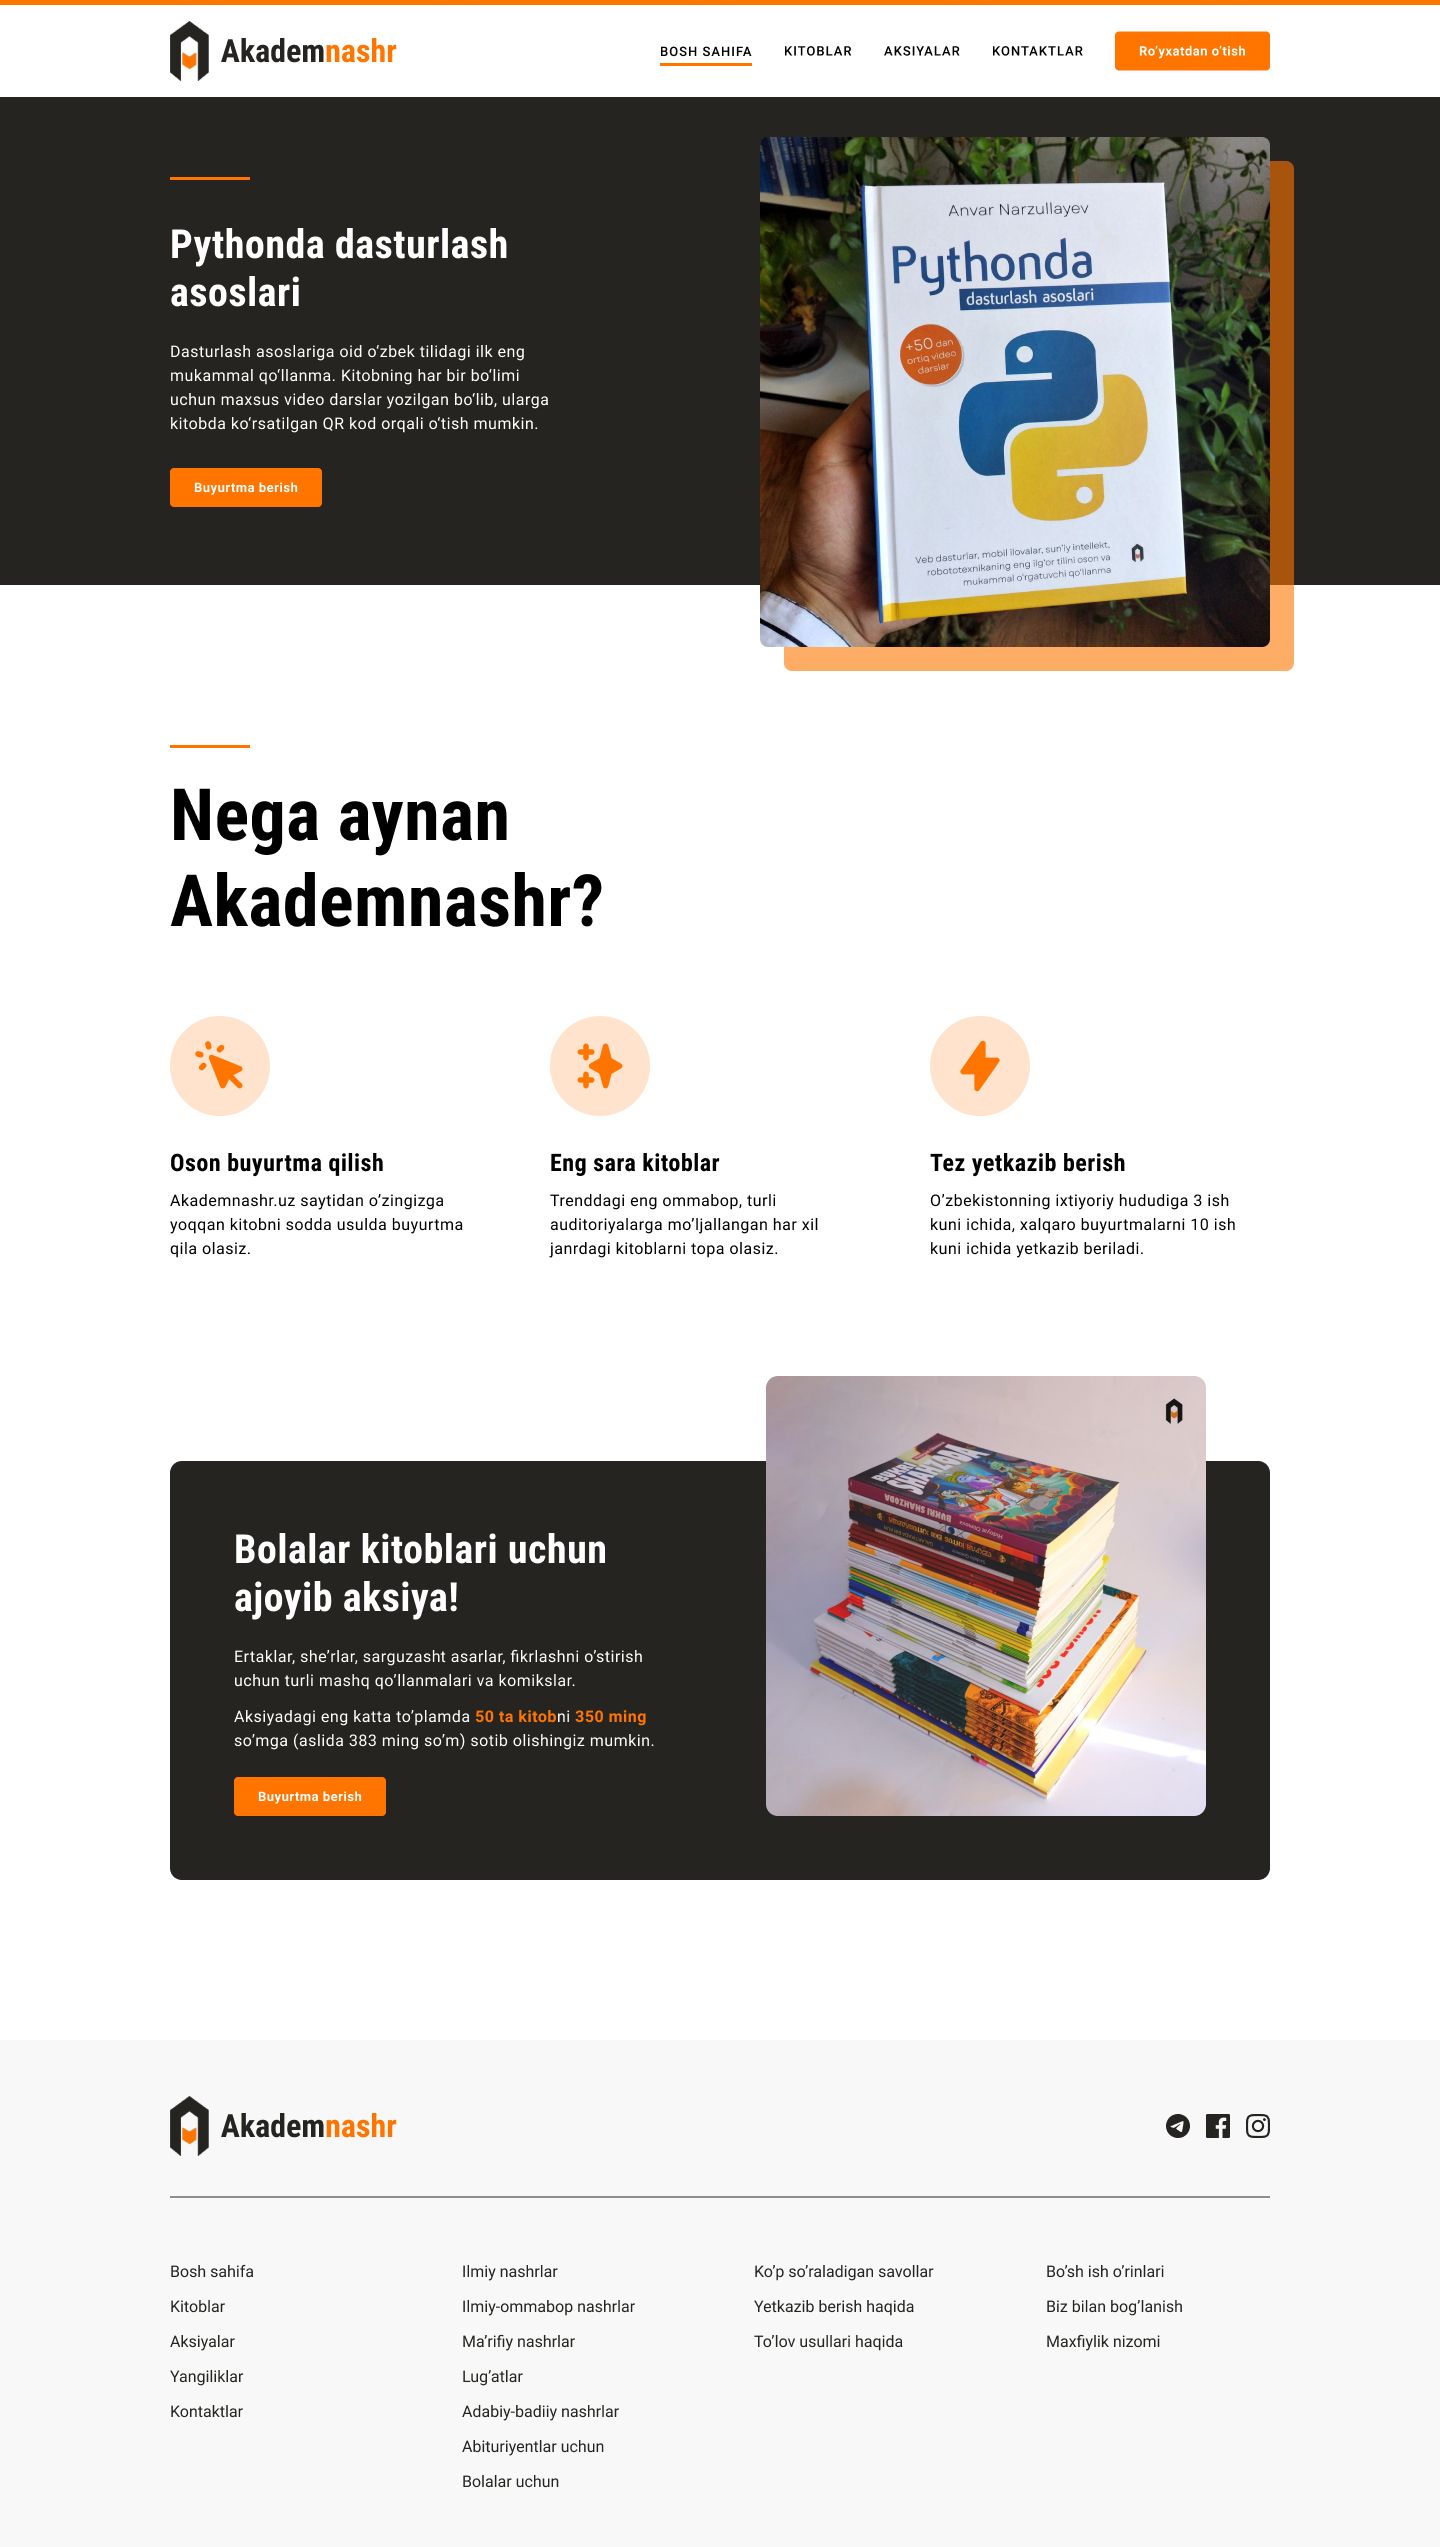 Akademnashr
BOSH SAHIFA
KITOBLAR
AKSIYALAR
KONTAKTLAR
Ro’yxatdan o’tish
Pythonda dasturlash
asoslari
Dasturlash asoslariga oid o‘zbek tilidagi ilk eng
mukammal qo‘llanma. Kitobning har bir bo‘limi
uchun maxsus video darslar yozilgan bo‘lib, ularga
kitobda ko‘rsatilgan QR kod orqali o‘tish mumkin.
Buyurtma berish
Anvar Narzullayev
Pythonda
dasturlash asoslari
+50 dan
ortiq video
darslar
Veb dasturlar, mobil ilovalar, sun'iy intellekt,
robototexnikaning eng ilg'or tilini oson va
mukammal o'rgatuvchi qo'llanma
Nega aynan
Akademnashr?
Oson buyurtma qilish
Akademnashr.uz saytidan o’zingizga
yoqqan kitobni sodda usulda buyurtma
qila olasiz.
Eng sara kitoblar
Trenddagi eng ommabop, turli
auditoriyalarga mo’ljallangan har xil
janrdagi kitoblarni topa olasiz.
Tez yetkazib berish
O’zbekistonning ixtiyoriy hududiga 3 ish
kuni ichida, xalqaro buyurtmalarni 10 ish
kuni ichida yetkazib beriladi.
Bolalar kitoblari uchun
ajoyib aksiya!
Ertaklar, she’rlar, sarguzasht asarlar, fikrlashni o’stirish
uchun turli mashq qo’llanmalari va komikslar.
Aksiyadagi eng katta to’plamda 50 ta kitobni 350 ming
so’mga (aslida 383 ming so’m) sotib olishingiz mumkin.
Buyurtma berish
BUKRI SHAHZODA
Akademnashr
Bosh sahifa
Kitoblar
Aksiyalar
Yangiliklar
Kontaktlar
Ilmiy nashrlar
Ilmiy-ommabop nashrlar
Ma’rifiy nashrlar
Lug’atlar
Adabiy-badiiy nashrlar
Abituriyentlar uchun
Bolalar uchun
Ko’p so’raladigan savollar
Yetkazib berish haqida
To’lov usullari haqida
Bo’sh ish o’rinlari
Biz bilan bog’lanish
Maxfiylik nizomi